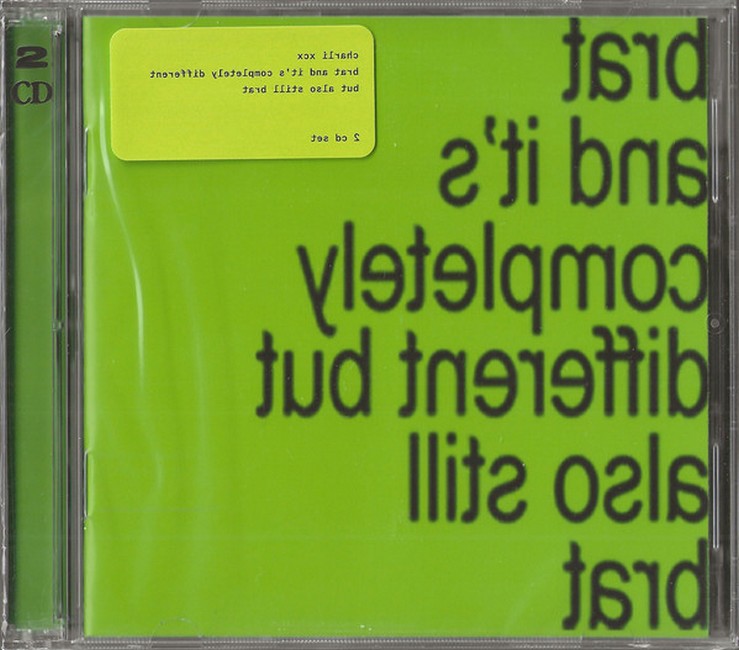 2
CD
charli xcx
brat and it's completely different
but also still brat
2 cd set
brat
and it's
completely
different but
also still
brat